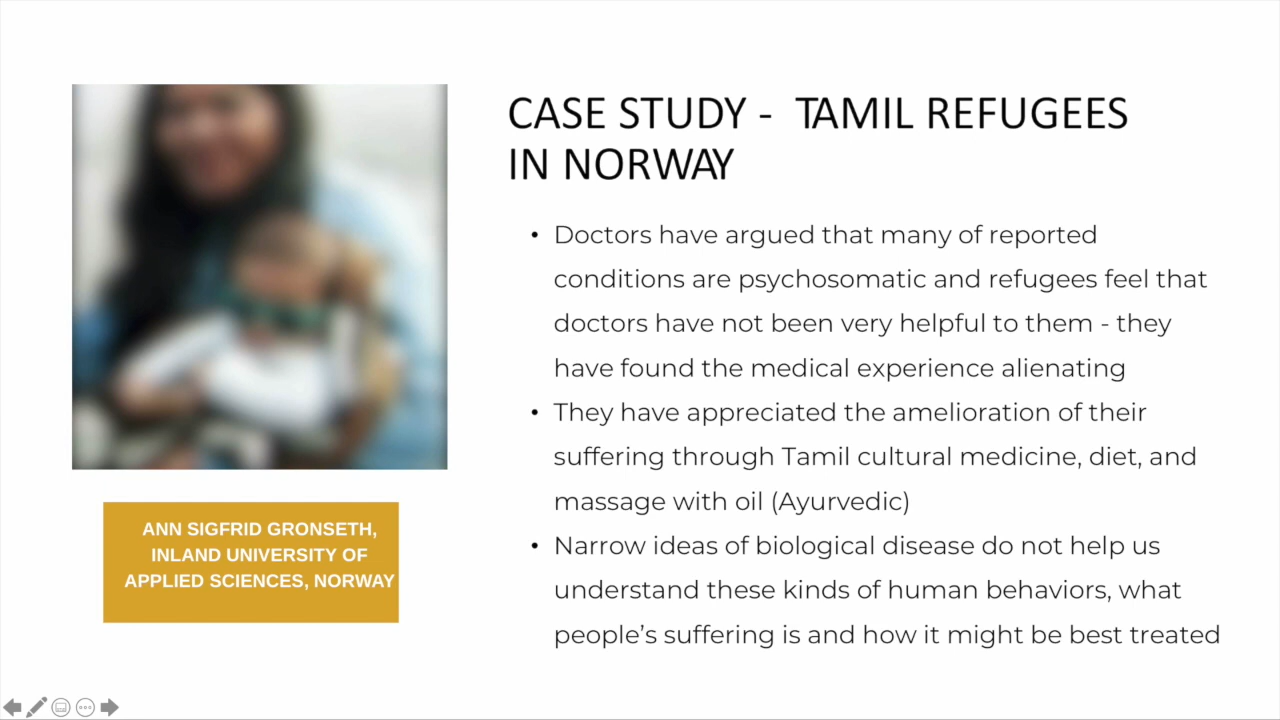 CASE STUDY -  TAMIL REFUGEES
IN NORWAY
• Doctors have argued that many of reported
conditions are psychosomatic and refugees feel that
doctors have not been very helpful to them - they
have found the medical experience alienating
• They have appreciated the amelioration of their
suffering through Tamil cultural medicine, diet, and
massage with oil (Ayurvedic)
• Narrow ideas of biological disease do not help us
understand these kinds of human behaviors, what
people’s suffering is and how it might be best treated
ANN SIGFRID GRONSETH,
INLAND UNIVERSITY OF
APPLIED SCIENCES, NORWAY